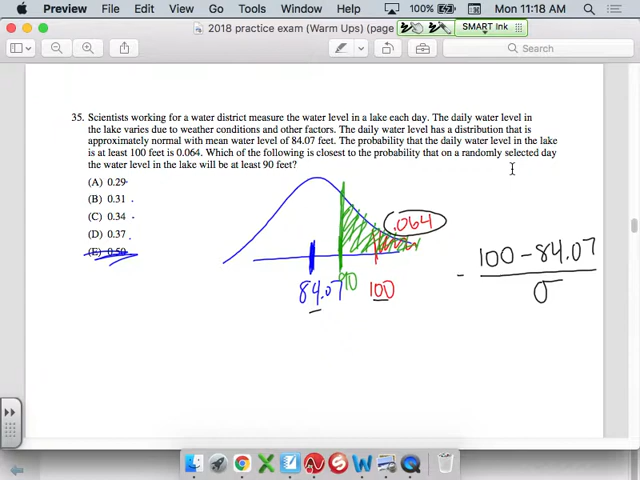 Preview File Edit View Go Tools Window Help 100% Mon 11:18 AM
2018 practice exam (Warm Ups) (page
SMART Ink
Search
35. Scientists working for a water district measure the water level in a lake each day. The daily water level in
the lake varies due to weather conditions and other factors. The daily water level has a distribution that is
approximately normal with mean water level of 84.07 feet. The probability that the daily water level in the lake
is at least 100 feet is 0.064. Which of the following is closest to the probability that on a randomly selected day
the water level in the lake will be at least 90 feet?
(A) 0.29
(B) 0.31
(C) 0.34
(D) 0.37
(E) 0.50
.064
84.07
90
100
100 - 84.07
σ